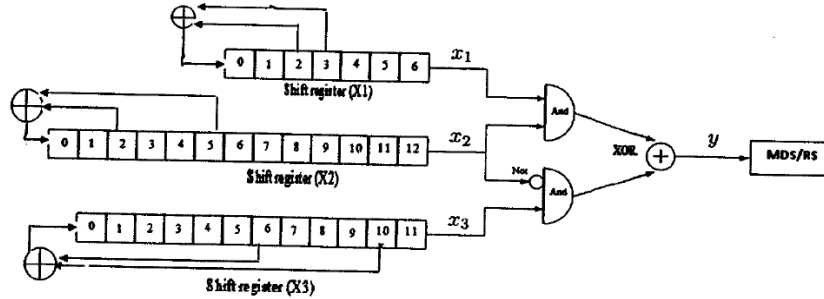 0 1 2 3 4 5 6
Shift register (X1)
x1
And
0 1 2 3 4 5 6 7 8 9 10 11 12
Shift register (X2)
x2
XOR
y
MDS/RS
Not
And
0 1 2 3 4 5 6 7 8 9 10 11
Shift register (X3)
x3